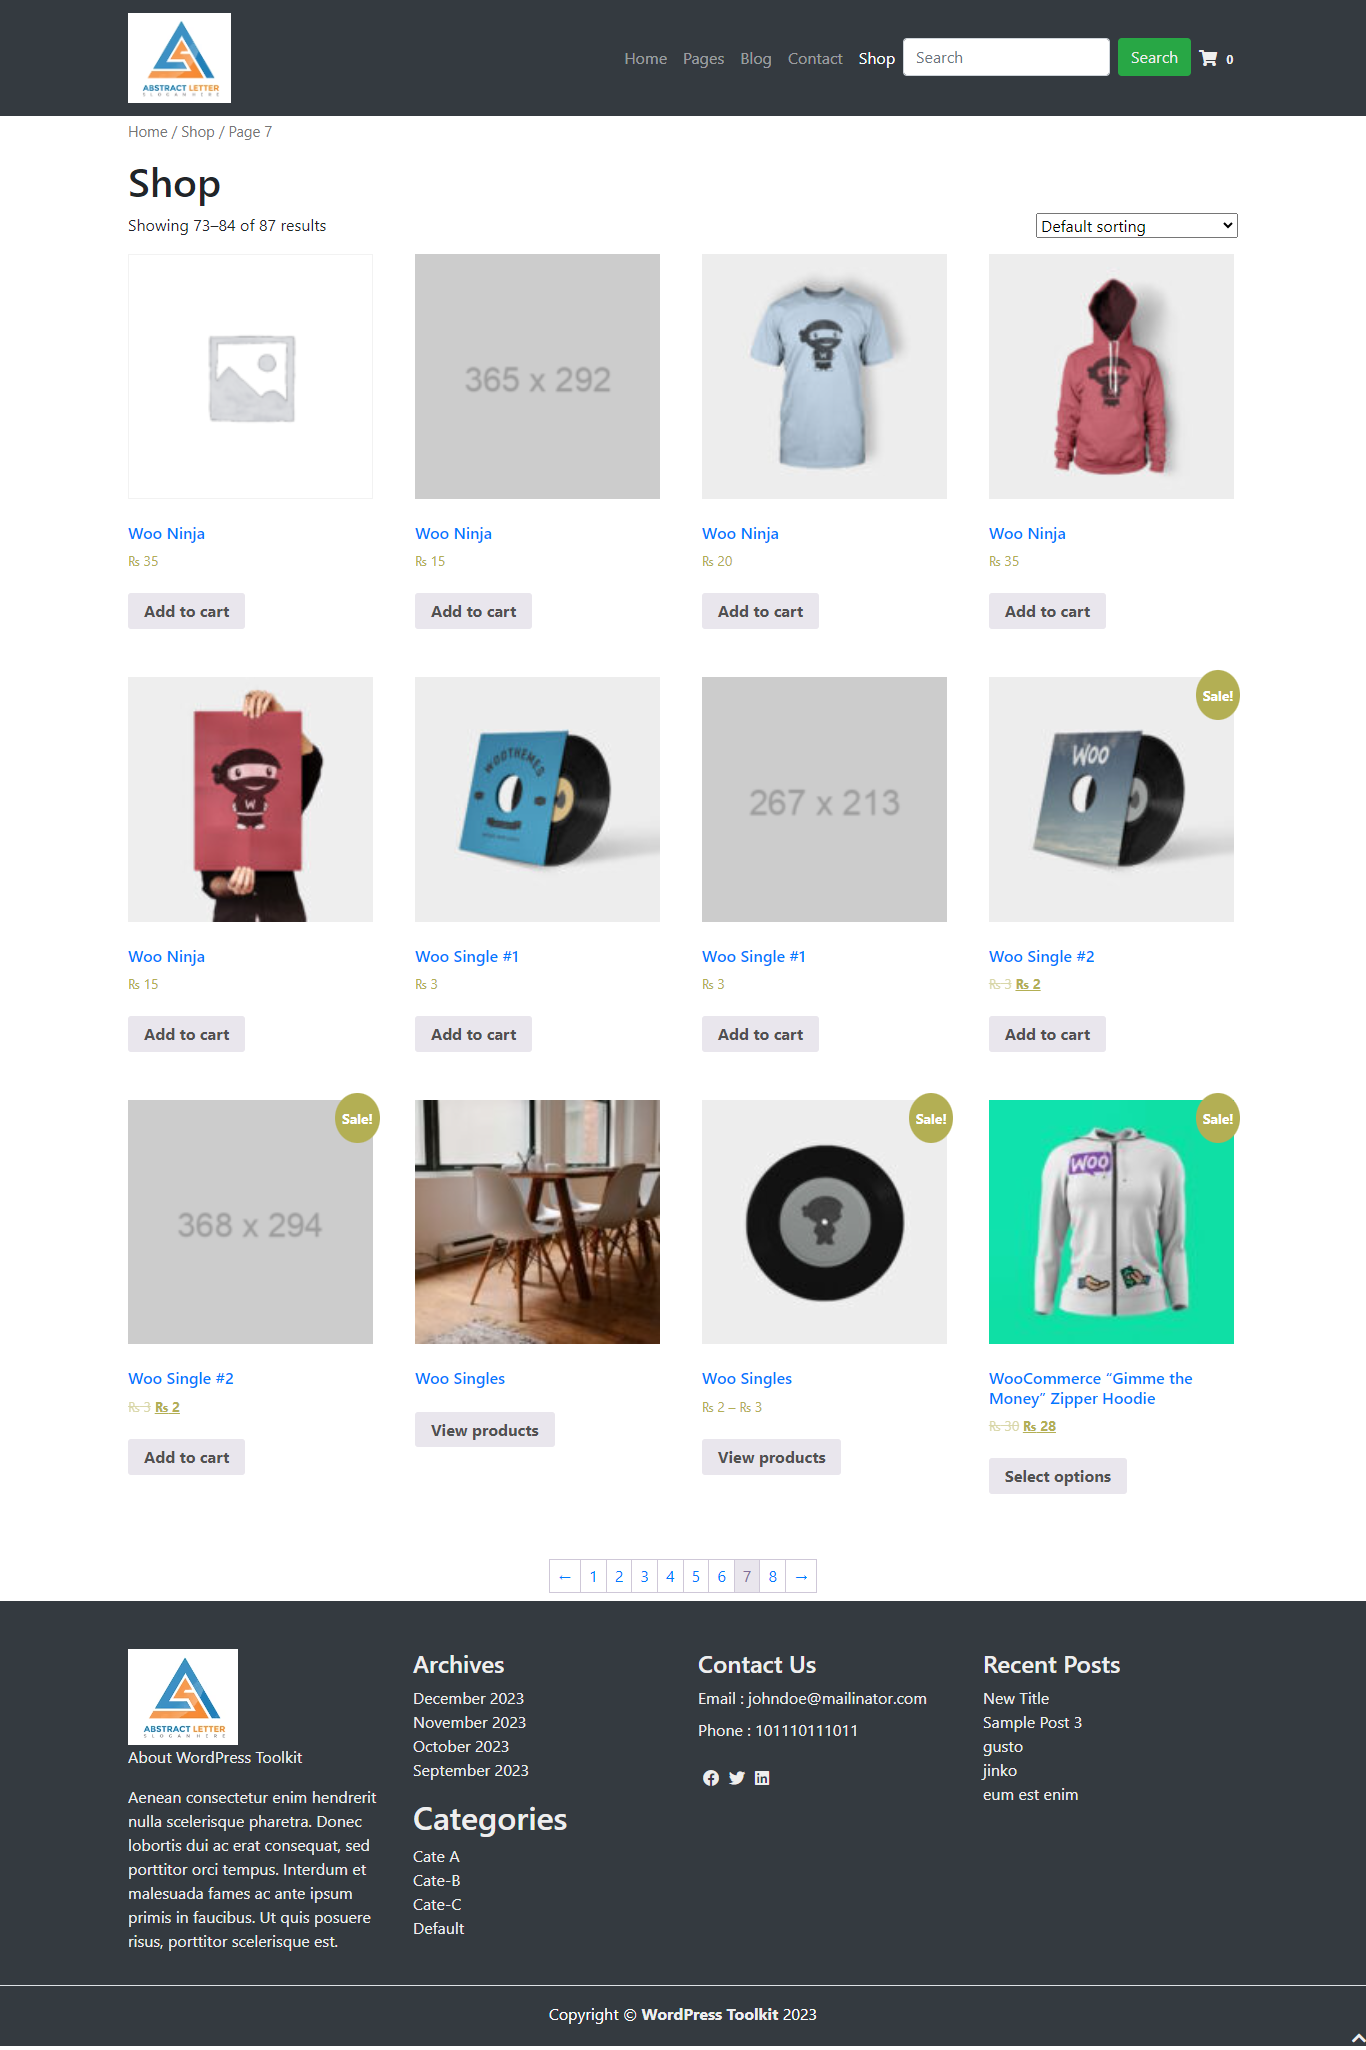 ABSTRACT LETTER
SLOGAN HERE
Home Pages Blog Contact Shop Search Search 0
Home / Shop / Page 7
Shop
Showing 73–84 of 87 results
Default sorting
365 x 292
W
Woo Ninja
₨ 35
Add to cart
Woo Ninja
₨ 15
Add to cart
Woo Ninja
₨ 20
Add to cart
Woo Ninja
₨ 35
Add to cart
W
WOOTHEMES
267 x 213
WOO
Sale!
Woo Ninja
₨ 15
Add to cart
Woo Single #1
₨ 3
Add to cart
Woo Single #1
₨ 3
Add to cart
Woo Single #2
₨ 3 ₨ 2
Add to cart
368 x 294
Sale!
Sale!
WOO
Sale!
Woo Single #2
₨ 3 ₨ 2
Add to cart
Woo Singles
View products
Woo Singles
₨ 2 – ₨ 3
View products
WooCommerce “Gimme the
Money” Zipper Hoodie
₨ 30 ₨ 28
Select options
← 1 2 3 4 5 6 7 8 →
ABSTRACT LETTER
SLOGAN HERE
About WordPress Toolkit
Aenean consectetur enim hendrerit
nulla scelerisque pharetra. Donec
lobortis dui ac erat consequat, sed
porttitor orci tempus. Interdum et
malesuada fames ac ante ipsum
primis in faucibus. Ut quis posuere
risus, porttitor scelerisque est.
Archives
December 2023
November 2023
October 2023
September 2023
Categories
Cate A
Cate-B
Cate-C
Default
Contact Us
Email : johndoe@mailinator.com
Phone : 101110111011
Recent Posts
New Title
Sample Post 3
gusto
jinko
eum est enim
Copyright © WordPress Toolkit 2023